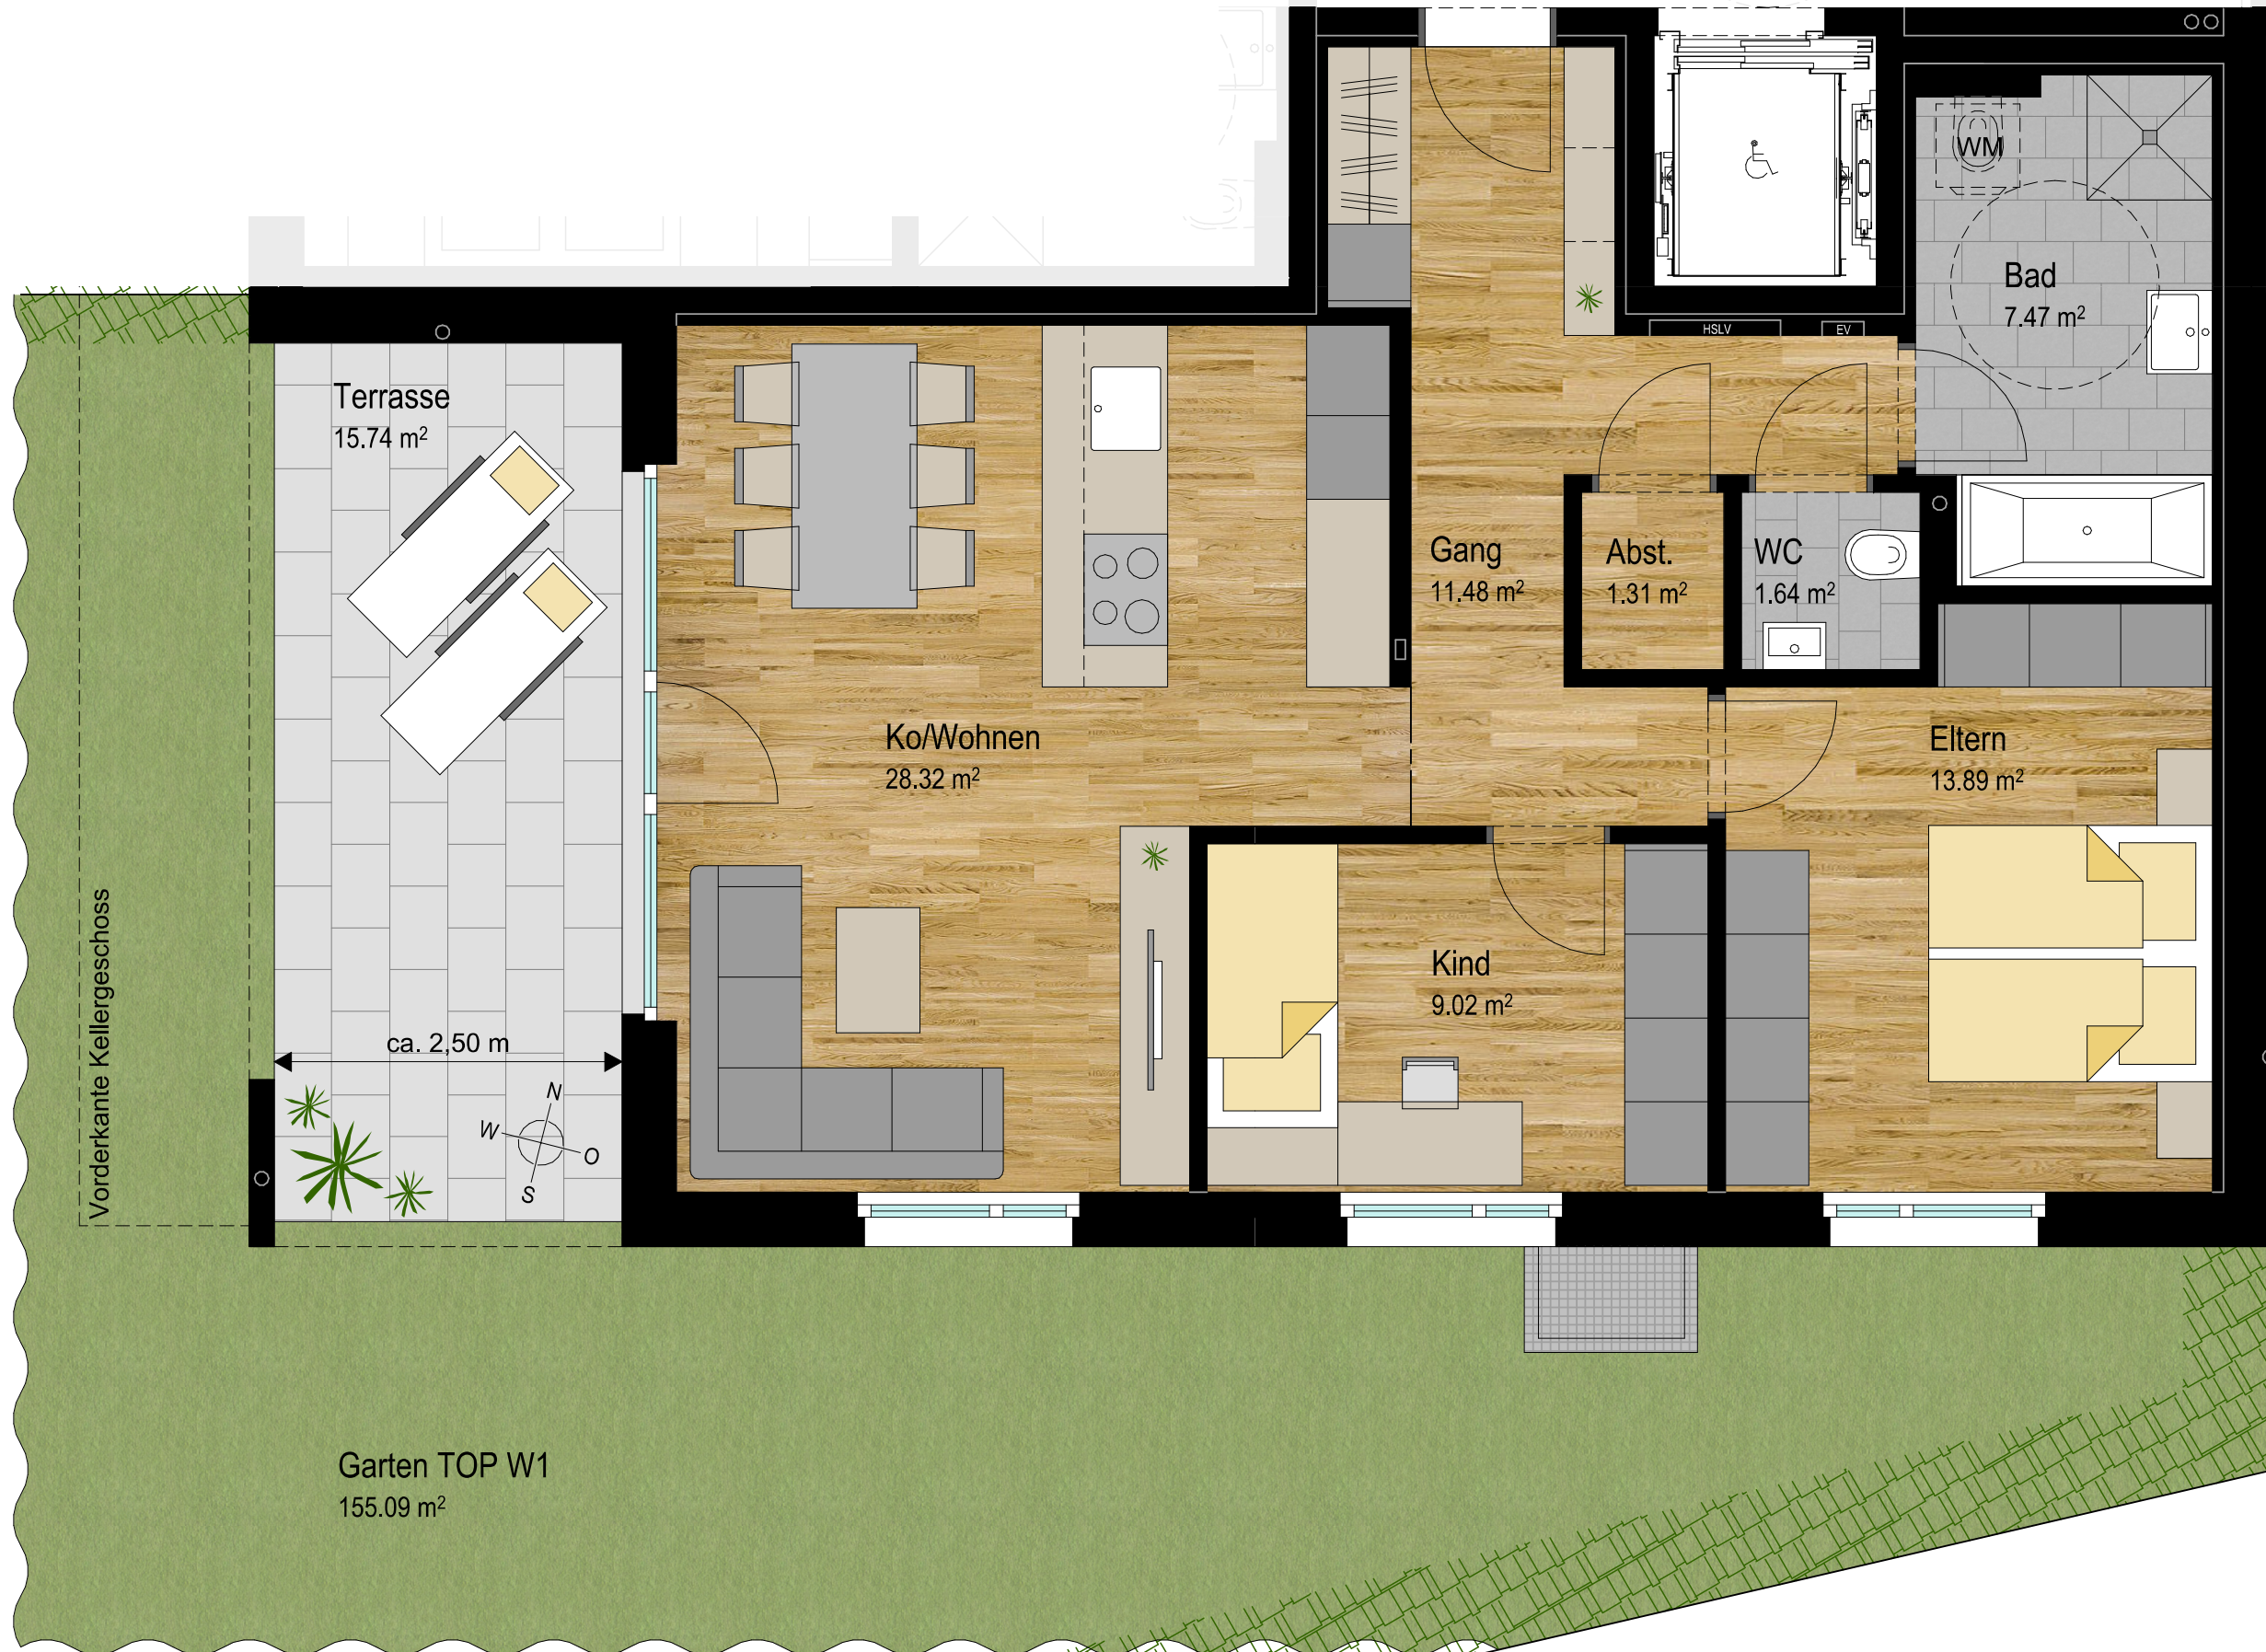 HSLV
EV
WM
Bad
7.47 m²
Terrasse
15.74 m²
Gang
11.48 m²
Abst.
1.31 m²
WC
1.64 m²
Ko/Wohnen
28.32 m²
Eltern
13.89 m²
Kind
9.02 m²
Vorderkante Kellergeschoss
ca. 2,50 m
N
W
O
S
Garten TOP W1
155.09 m²